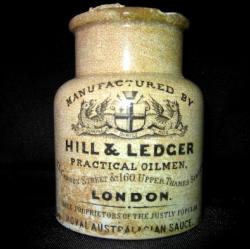 MANUFACTURED BY
HILL & LEDGER
PRACTICAL OILMEN,
STREET & 160 UPPER THAMES
LONDON.
PROPRIETORS OF THE JUSTLY POPULAR
ROYAL AUSTRALASIAN SAUCE.